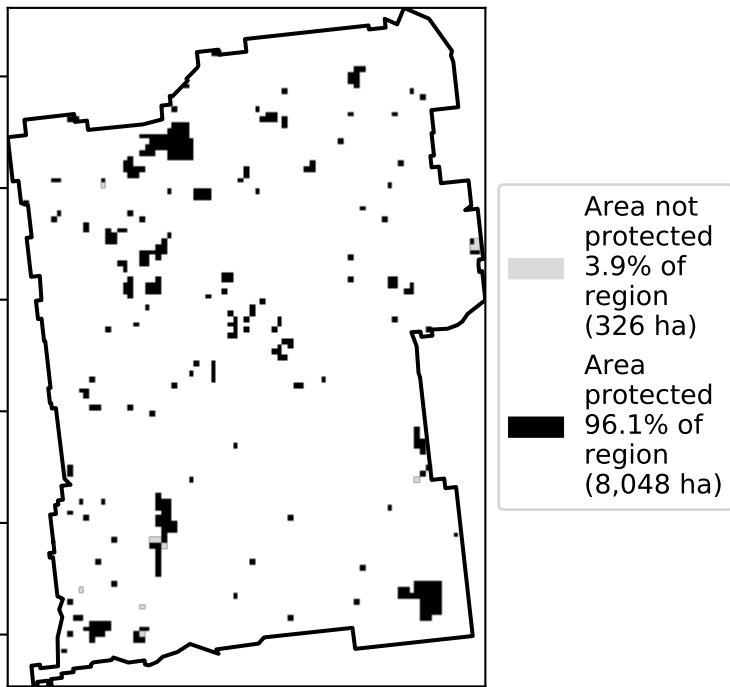 Area not
protected
3.9% of
region
(326 ha)
Area
protected
96.1% of
region
(8,048 ha)